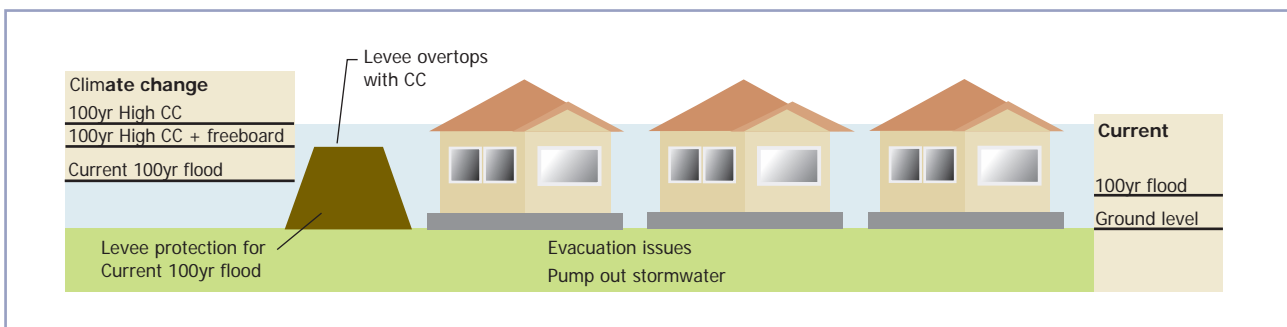 Levee overtops
with CC
Climate change
100yr High CC
100yr High CC + freeboard
Current 100yr flood
Current
100yr flood
Ground level
Levee protection for
Current 100yr flood
Evacuation issues
Pump out stormwater